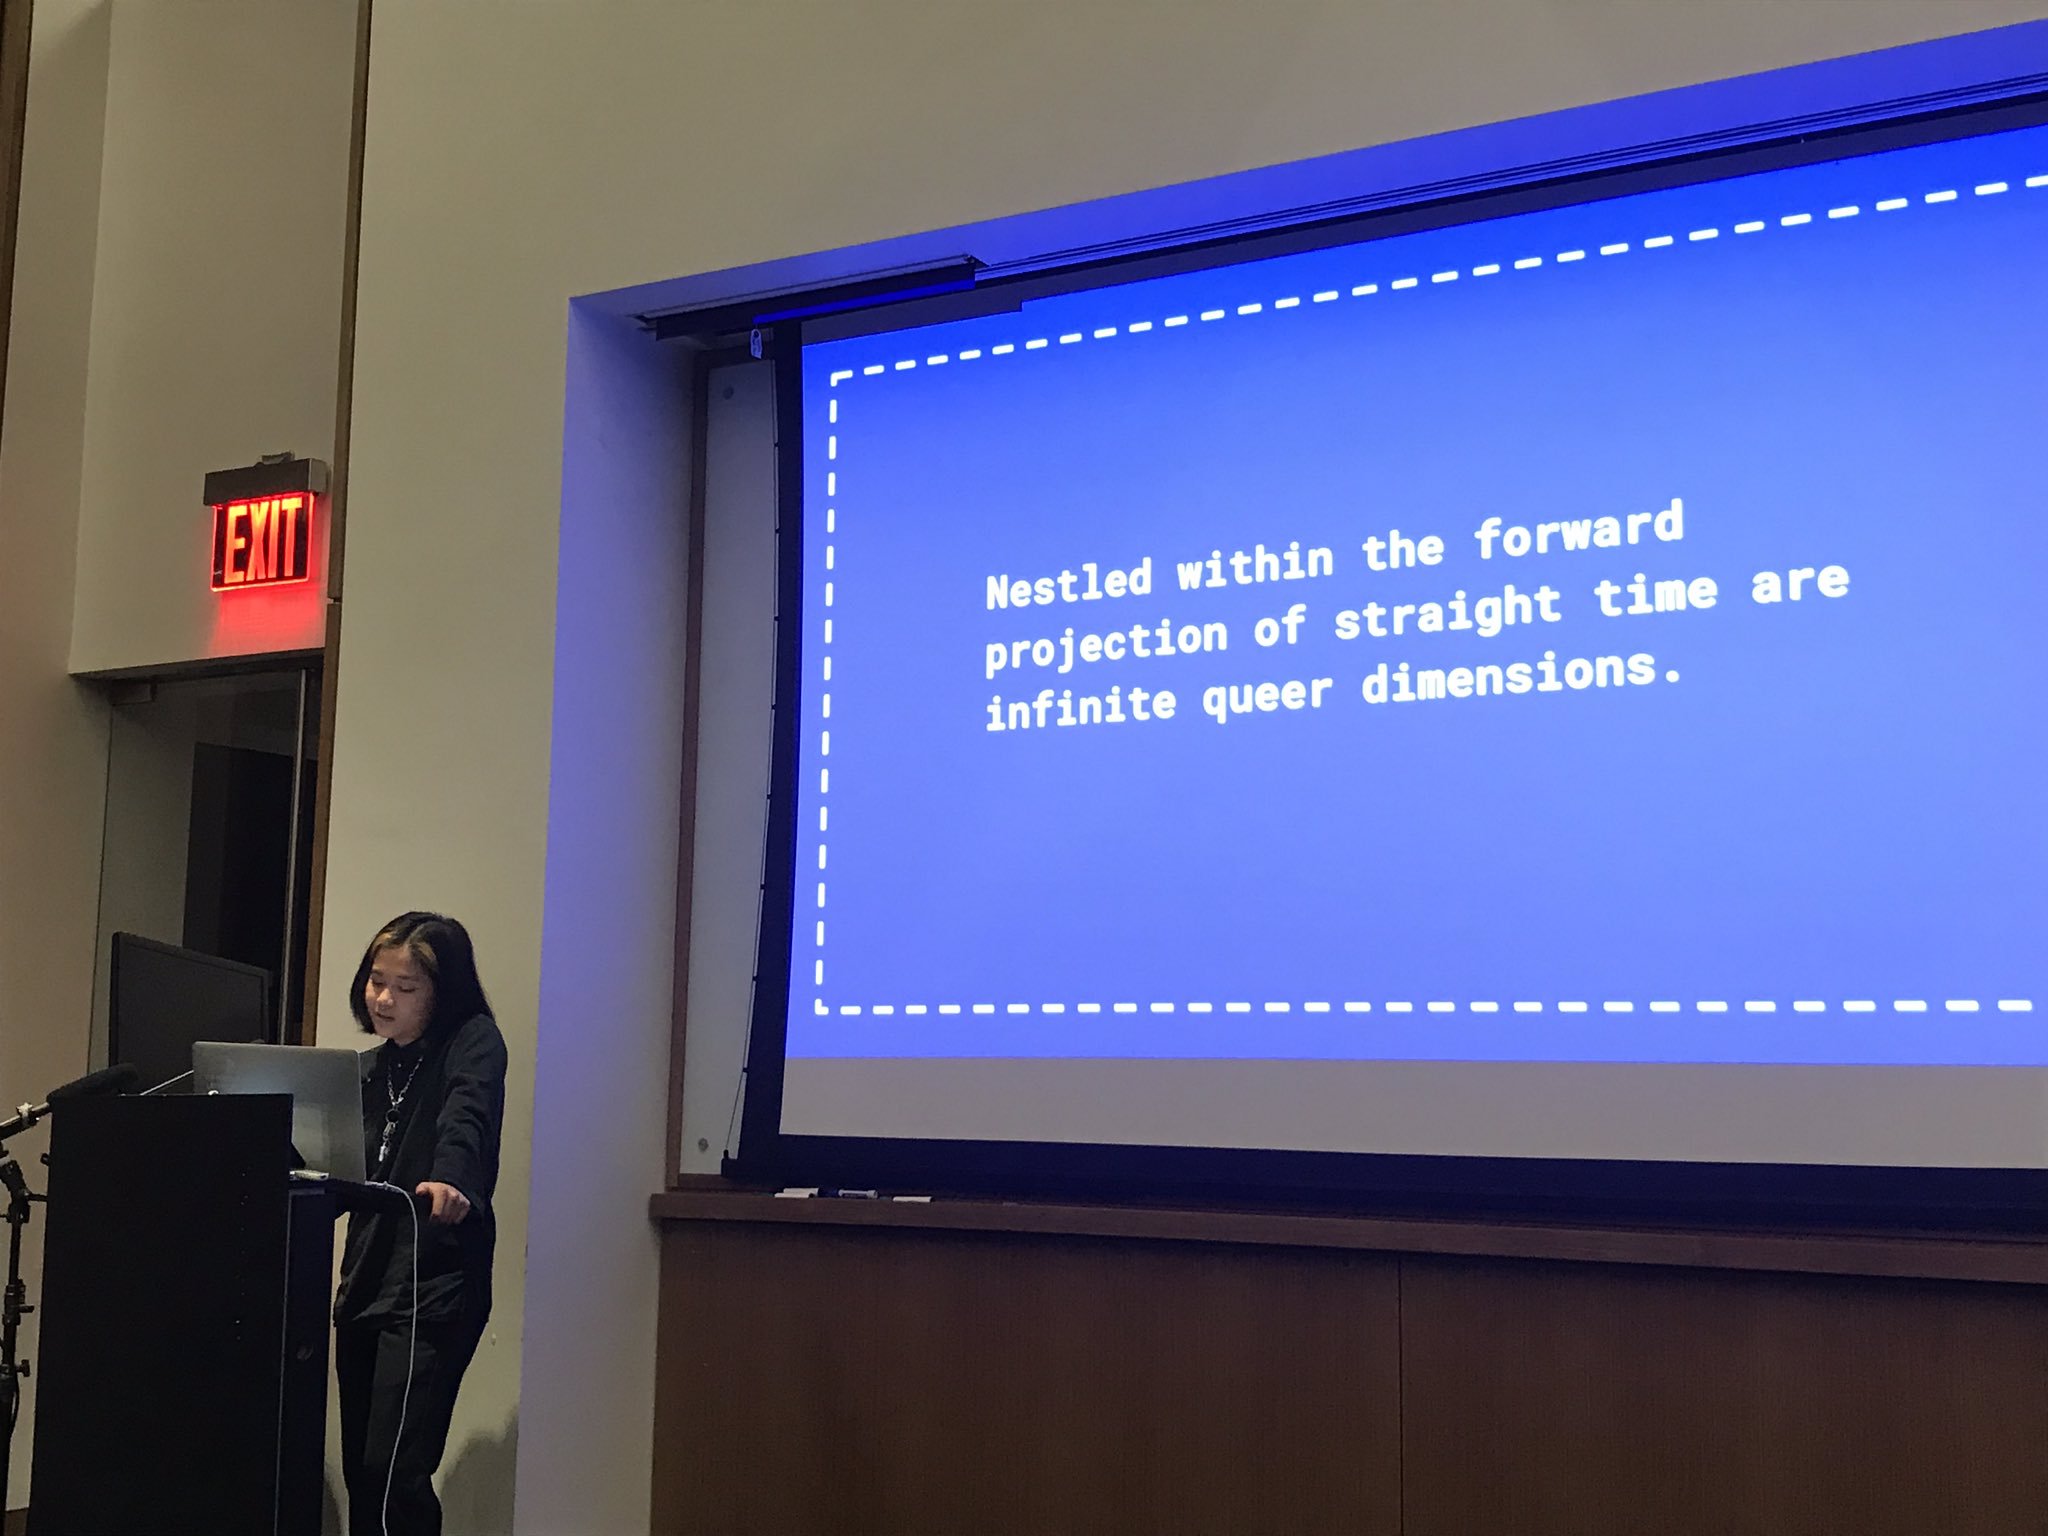 EXIT
Nestled within the forward
projection of straight time are
infinite queer dimensions.